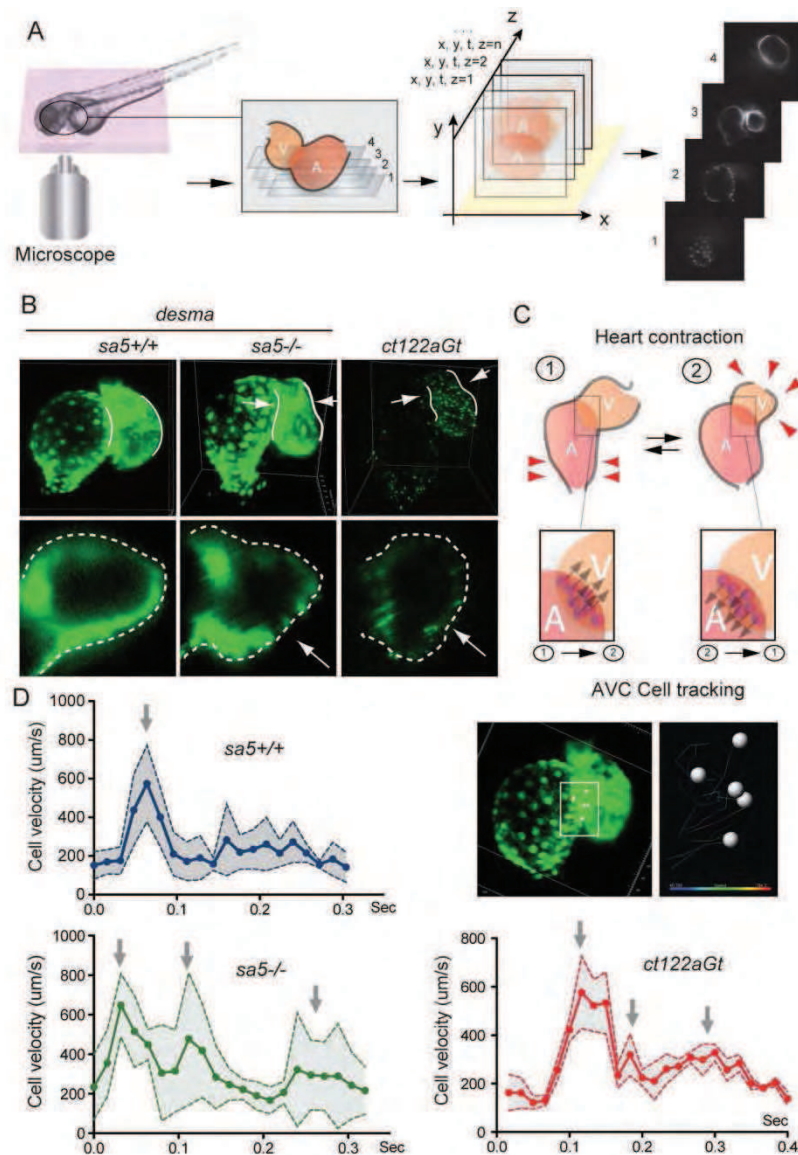 A
z
. . .
x, y, t, z=n
x, y, t, z=2
x, y, t, z=1
y
x
V
A
4
3
2
1
A
A
4
3
2
1
Microscope
B
desma
sa5+/+
sa5-/-
ct122aGt
C
Heart contraction
1
2
V
A
V
A
V
A
V
A
1
2
2
1
AVC Cell tracking
D
1000
800
600
400
200
0
Cell velocity (um/s)
sa5+/+
0.0
0.1
0.2
0.3
Sec
1000
800
600
400
200
0
Cell velocity (um/s)
sa5-/-
0.0
0.1
0.2
0.3
Sec
800
600
400
200
0
Cell velocity (um/s)
ct122aGt
0.0
0.1
0.2
0.3
0.4
Sec